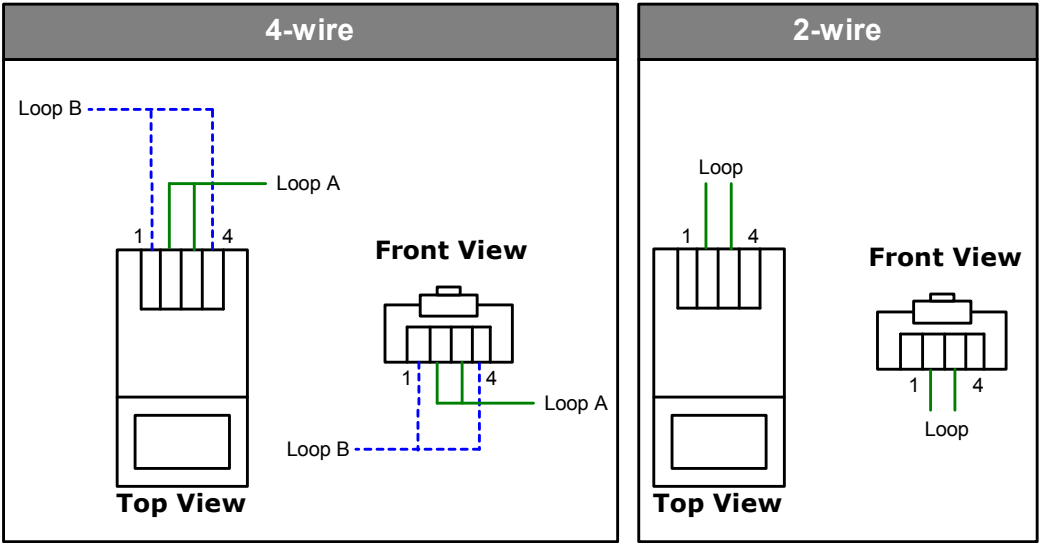 4-wire
Loop B
Loop A
1
4
Front View
1
4
Loop A
Loop B
Top View
2-wire
Loop
1
4
Front View
1
4
Loop
Top View